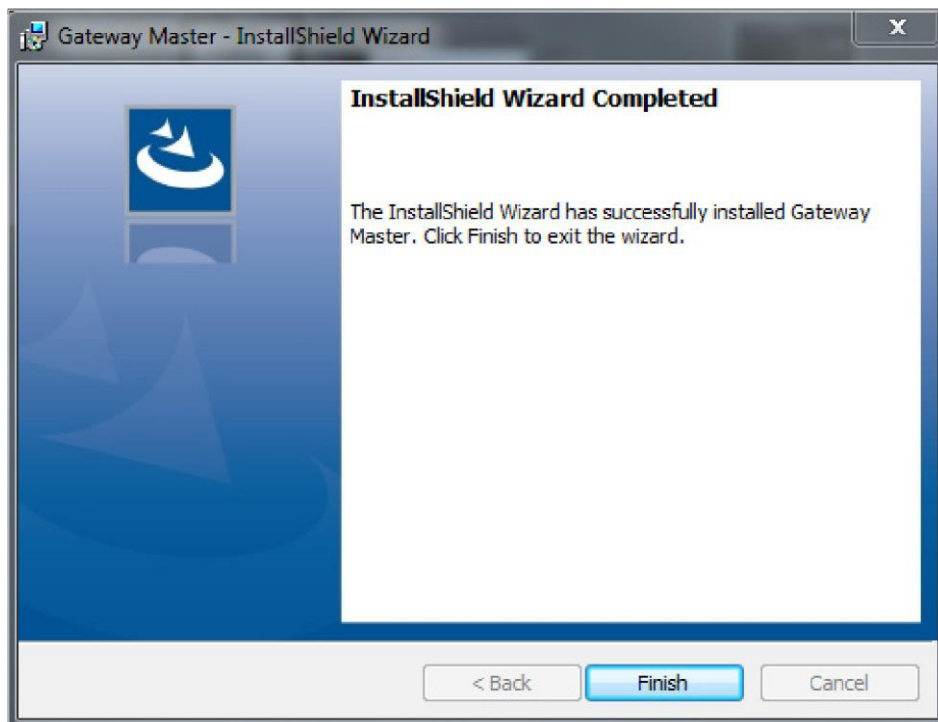 Gateway Master - InstallShield Wizard
X
InstallShield Wizard Completed
The InstallShield Wizard has successfully installed Gateway
Master. Click Finish to exit the wizard.
< Back Finish Cancel